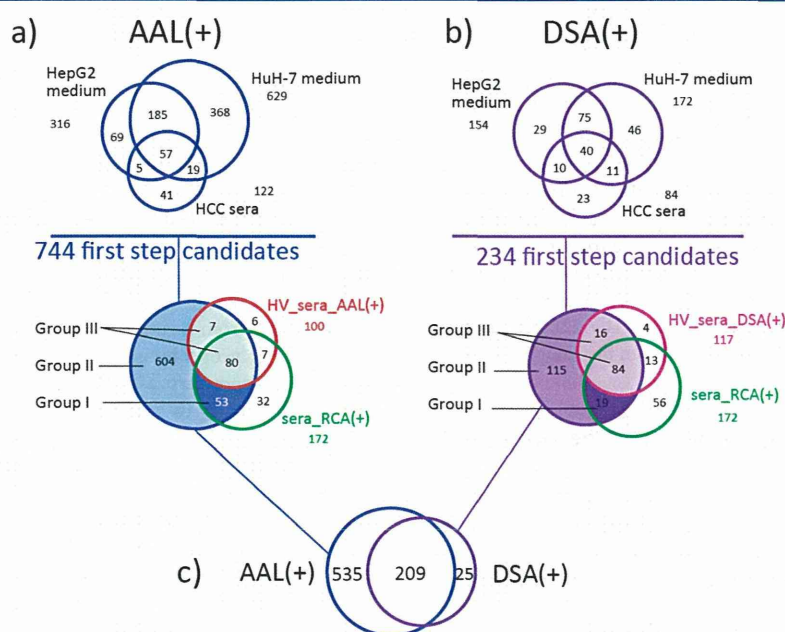 a) AAL(+)
HepG2
medium
316
HuH-7 medium
629
185
368
69
57
5
19
41
122
HCC sera
744 first step candidates
Group III
Group II
Group I
HV_sera_AAL(+)
100
7
6
604
80
7
53
32
sera_RCA(+)
172
b) DSA(+)
HepG2
medium
154
HuH-7 medium
172
75
29
46
40
10
11
23
84
HCC sera
234 first step candidates
Group III
Group II
Group I
HV_sera_DSA(+)
117
16
4
115
84
13
19
56
sera_RCA(+)
172
c) AAL(+) 535 209 25 DSA(+)